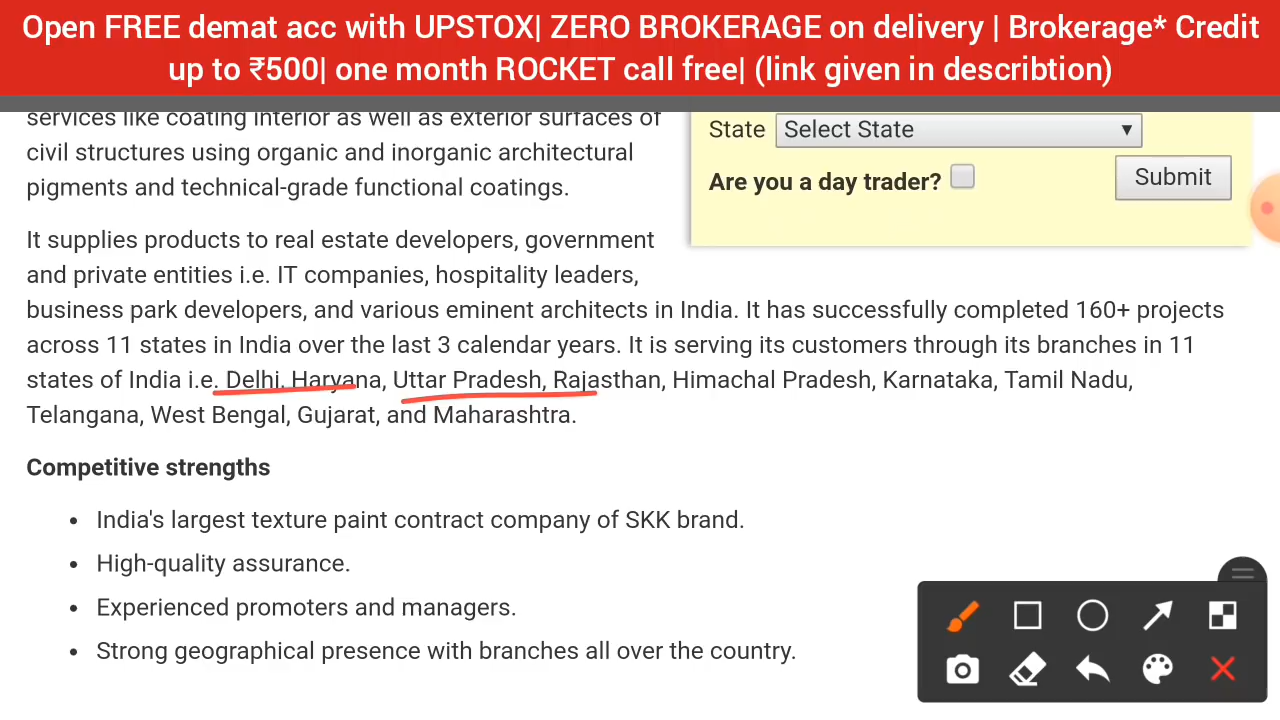 Open FREE demat acc with UPSTOX| ZERO BROKERAGE on delivery | Brokerage* Credit
up to ₹500| one month ROCKET call free| (link given in describtion)
services like coating interior as well as exterior surfaces of
civil structures using organic and inorganic architectural
pigments and technical-grade functional coatings.
State Select State
Are you a day trader? Submit
It supplies products to real estate developers, government
and private entities i.e. IT companies, hospitality leaders,
business park developers, and various eminent architects in India. It has successfully completed 160+ projects
across 11 states in India over the last 3 calendar years. It is serving its customers through its branches in 11
states of India i.e. Delhi, Haryana, Uttar Pradesh, Rajasthan, Himachal Pradesh, Karnataka, Tamil Nadu,
Telangana, West Bengal, Gujarat, and Maharashtra.
Competitive strengths
• India's largest texture paint contract company of SKK brand.
• High-quality assurance.
• Experienced promoters and managers.
• Strong geographical presence with branches all over the country.